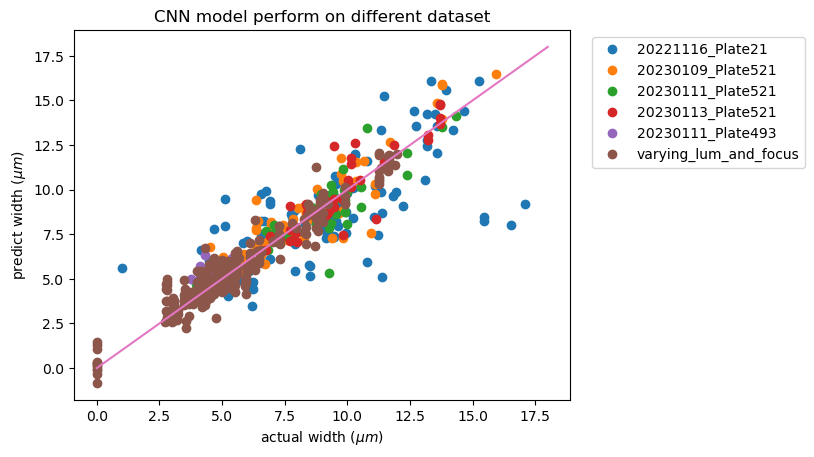 CNN model perform on different dataset
17.5
15.0
12.5
10.0
7.5
5.0
2.5
0.0
predict width (μm)
0.0 2.5 5.0 7.5 10.0 12.5 15.0 17.5
actual width (μm)
20221116_Plate21
20230109_Plate521
20230111_Plate521
20230113_Plate521
20230111_Plate493
varying_lum_and_focus